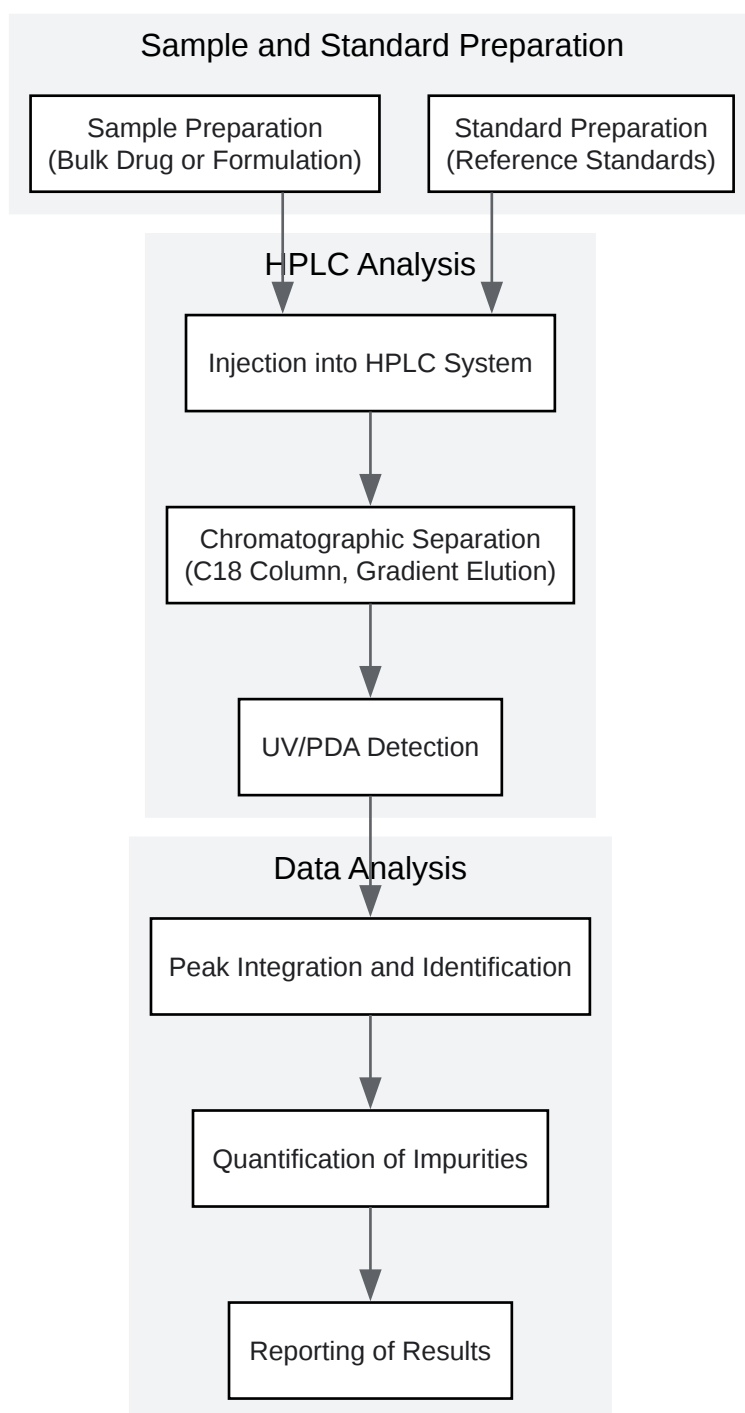 Sample and Standard Preparation
Sample Preparation
(Bulk Drug or Formulation)
Standard Preparation
(Reference Standards)
HPLC Analysis
Injection into HPLC System
Chromatographic Separation
(C18 Column, Gradient Elution)
UV/PDA Detection
Data Analysis
Peak Integration and Identification
Quantification of Impurities
Reporting of Results